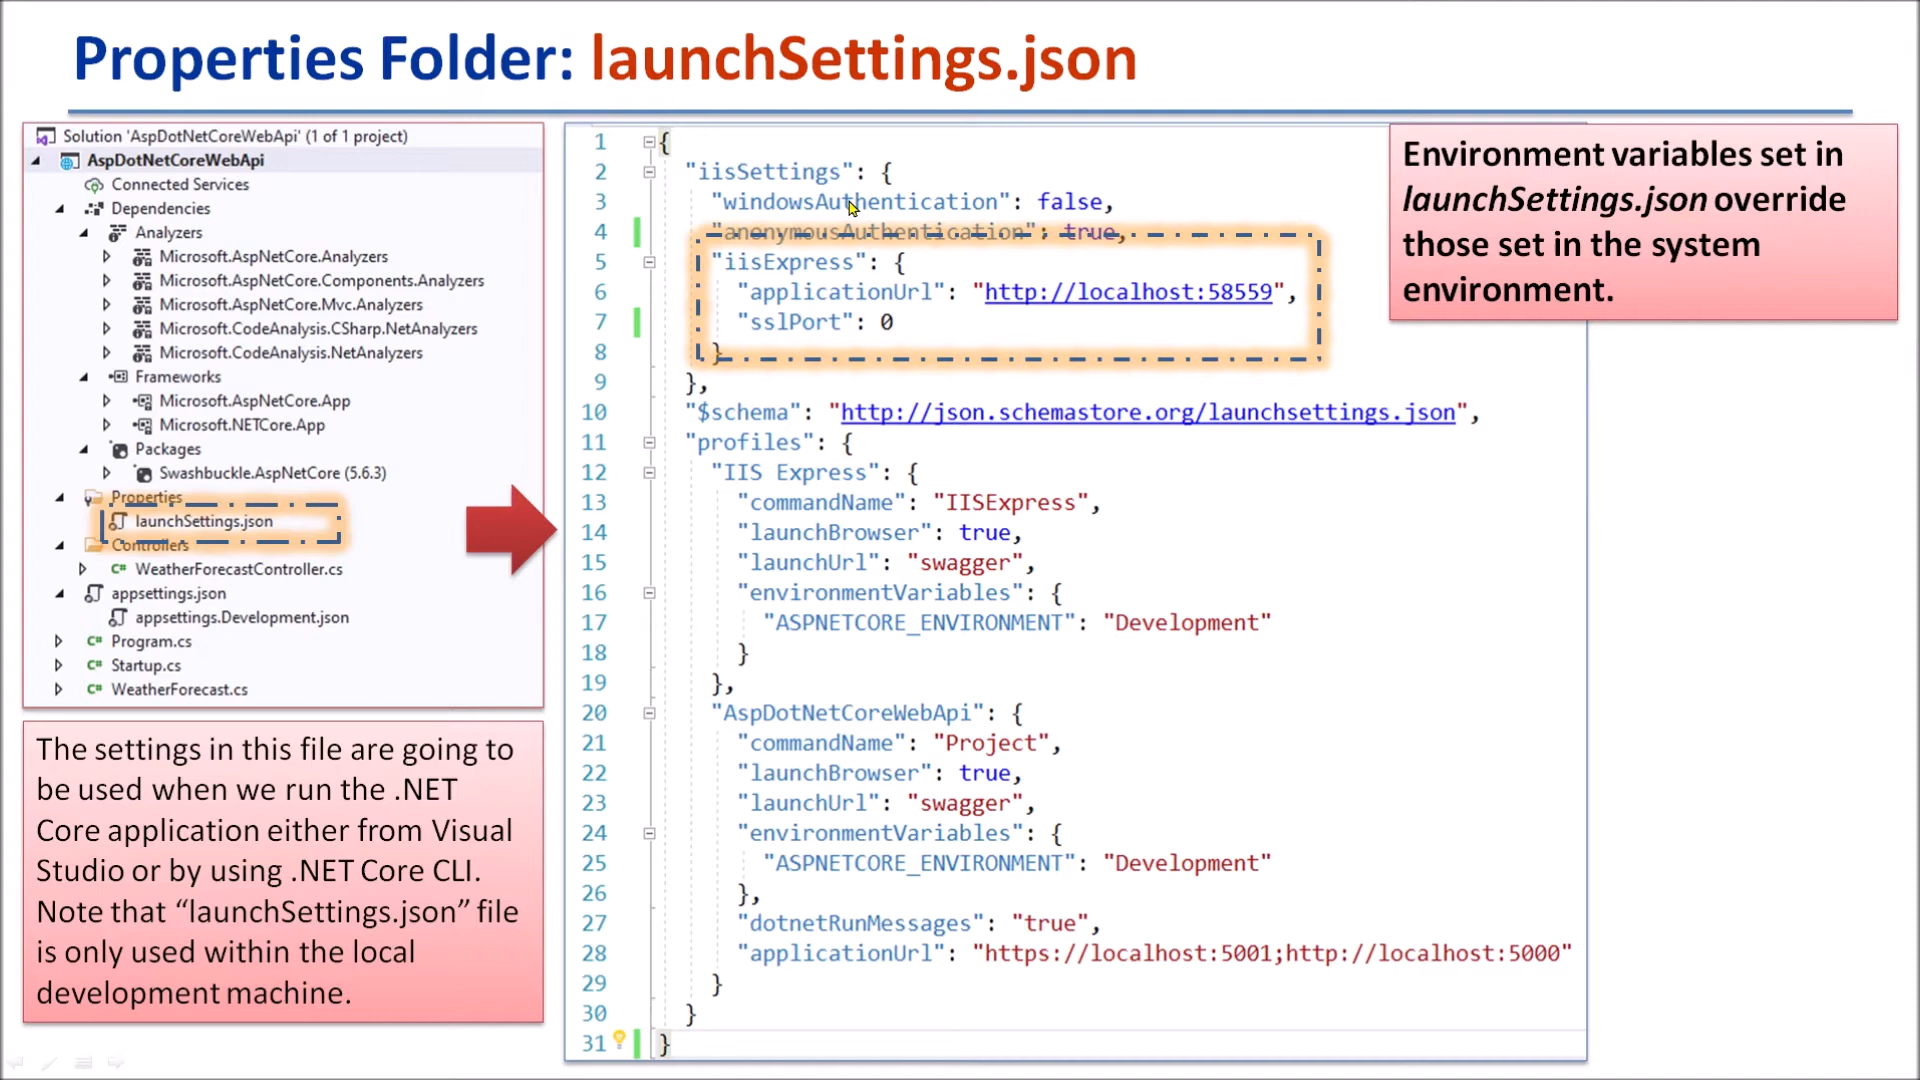 Properties Folder: launchSettings.json
Solution 'AspDotNetCoreWebApi' (1 of 1 project)
AspDotNetCoreWebApi
Connected Services
Dependencies
Analyzers
Microsoft.AspNetCore.Analyzers
Microsoft.AspNetCore.Components.Analyzers
Microsoft.AspNetCore.Mvc.Analyzers
Microsoft.CodeAnalysis.CSharp.NetAnalyzers
Microsoft.CodeAnalysis.NetAnalyzers
Frameworks
Microsoft.AspNetCore.App
Microsoft.NETCore.App
Packages
Swashbuckle.AspNetCore (5.6.3)
Properties
launchSettings.json
Controllers
C# WeatherForecastController.cs
appsettings.json
appsettings.Development.json
C# Program.cs
C# Startup.cs
C# WeatherForecast.cs
The settings in this file are going to
be used when we run the .NET
Core application either from Visual
Studio or by using .NET Core CLI.
Note that “launchSettings.json” file
is only used within the local
development machine.
1 {
2 "iisSettings": {
3 "windowsAuthentication": false,
4 "anonymousAuthentication": true,
5 "iisExpress": {
6 "applicationUrl": "http://localhost:58559",
7 "sslPort": 0
8 }
9 },
10 "$schema": "http://json.schemastore.org/launchsettings.json",
11 "profiles": {
12 "IIS Express": {
13 "commandName": "IISExpress",
14 "launchBrowser": true,
15 "launchUrl": "swagger",
16 "environmentVariables": {
17 "ASPNETCORE_ENVIRONMENT": "Development"
18 }
19 },
20 "AspDotNetCoreWebApi": {
21 "commandName": "Project",
22 "launchBrowser": true,
23 "launchUrl": "swagger",
24 "environmentVariables": {
25 "ASPNETCORE_ENVIRONMENT": "Development"
26 },
27 "dotnetRunMessages": "true",
28 "applicationUrl": "https://localhost:5001;http://localhost:5000"
29 }
30 }
31 }
Environment variables set in
launchSettings.json override
those set in the system
environment.